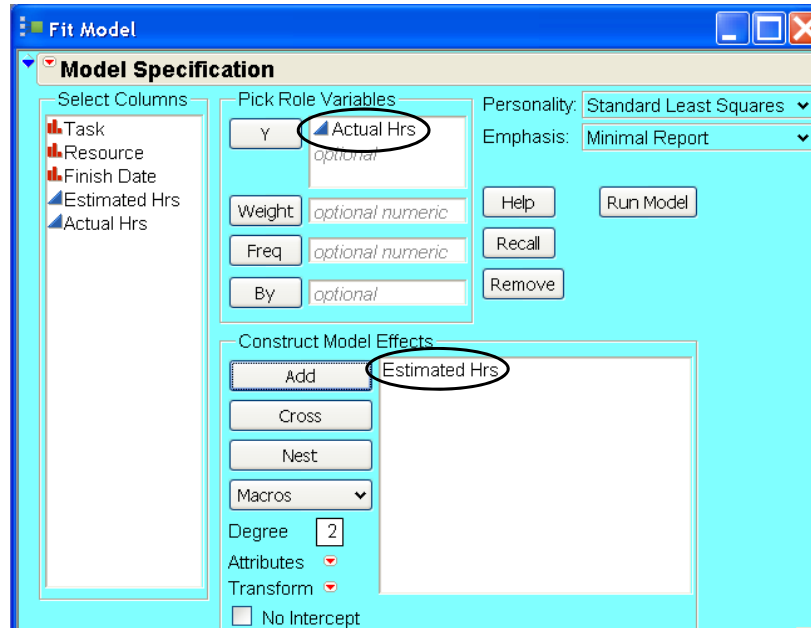 Fit Model
Model Specification
Select Columns
Task
Resource
Finish Date
Estimated Hrs
Actual Hrs
Pick Role Variables
Y
Actual Hrs
optional
Weight
optional numeric
Freq
optional numeric
By
optional
Personality: Standard Least Squares
Emphasis: Minimal Report
Help
Run Model
Recall
Remove
Construct Model Effects
Add
Estimated Hrs
Cross
Nest
Macros
Degree 2
Attributes
Transform
No Intercept